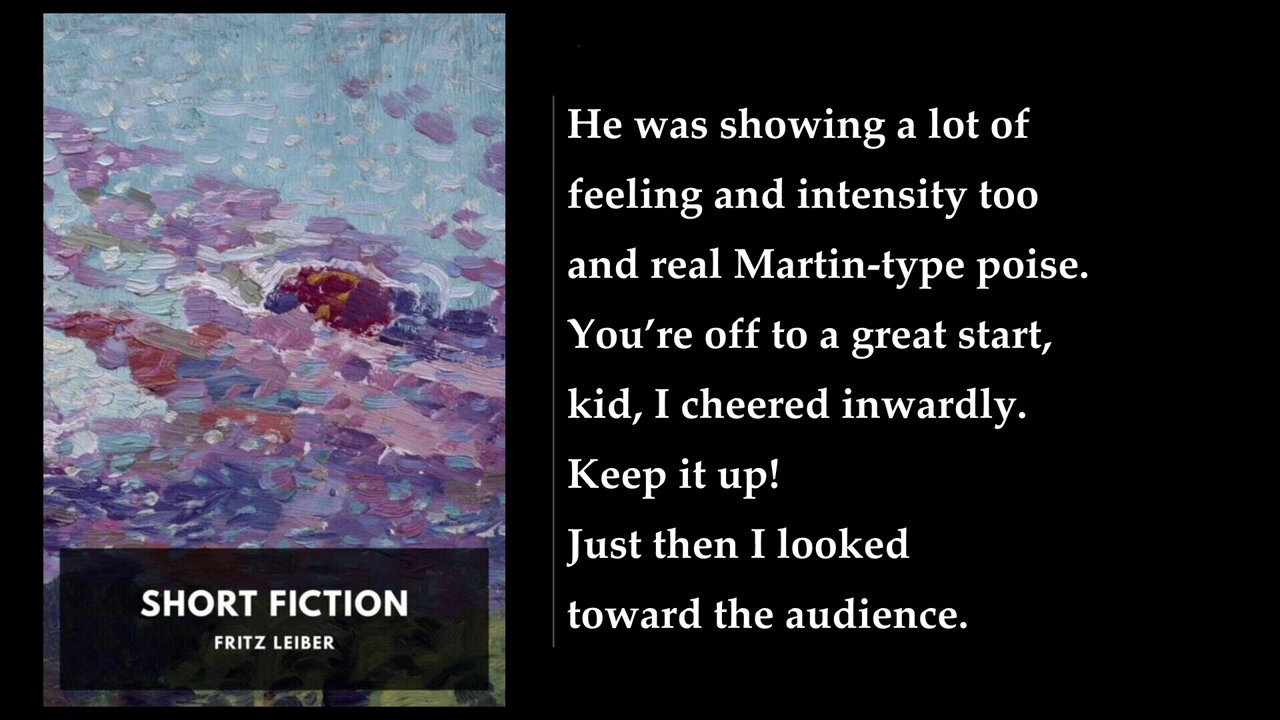 SHORT FICTION
FRITZ LEIBER
He was showing a lot of
feeling and intensity too
and real Martin-type poise.
You’re off to a great start,
kid, I cheered inwardly.
Keep it up!
Just then I looked
toward the audience.